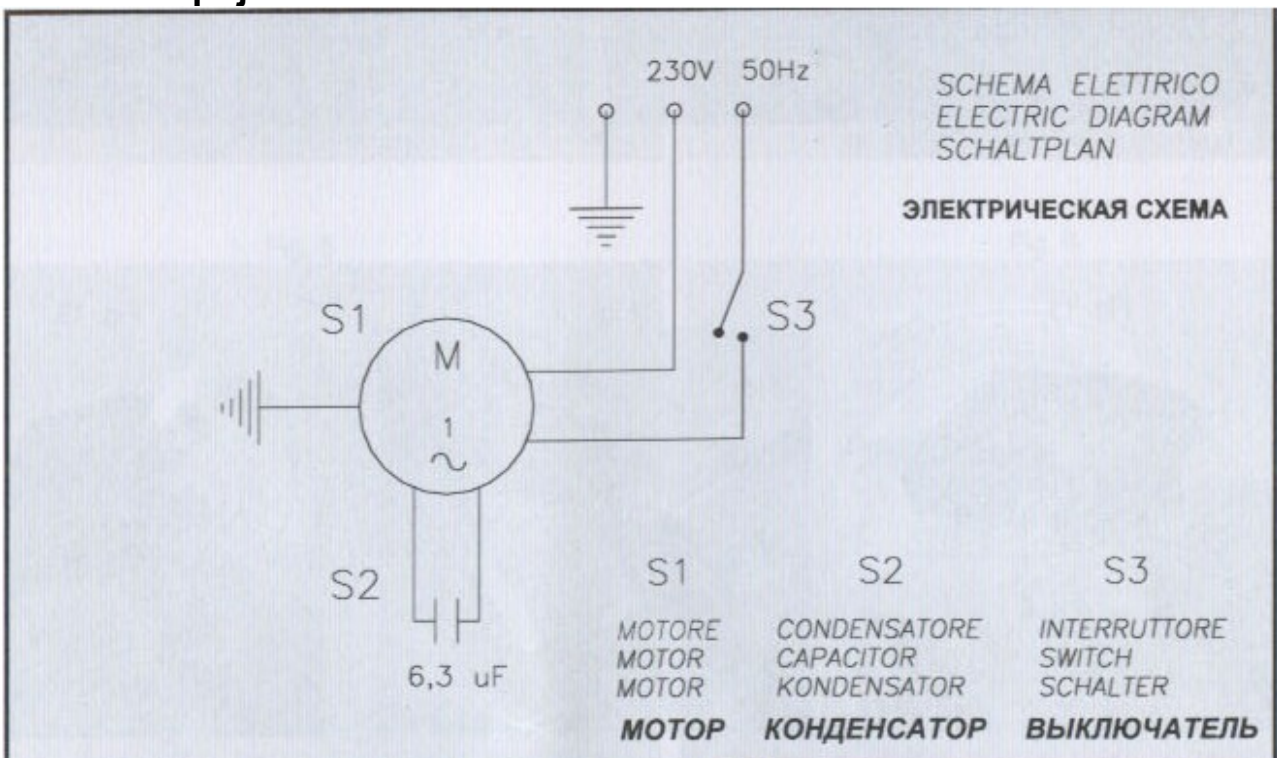 230V 50Hz
SCHEMA ELETTRICO
ELECTRIC DIAGRAM
SCHALTPLAN
ЭЛЕКТРИЧЕСКАЯ СХЕМА
S1
M
1
S3
S2
6,3 uF
S1 S2 S3
MOTORE CONDENSATORE INTERRUTTORE
MOTOR CAPACITOR SWITCH
MOTOR KONDENSATOR SCHALTER
МОТОР КОНДЕНСАТОР ВЫКЛЮЧАТЕЛЬ